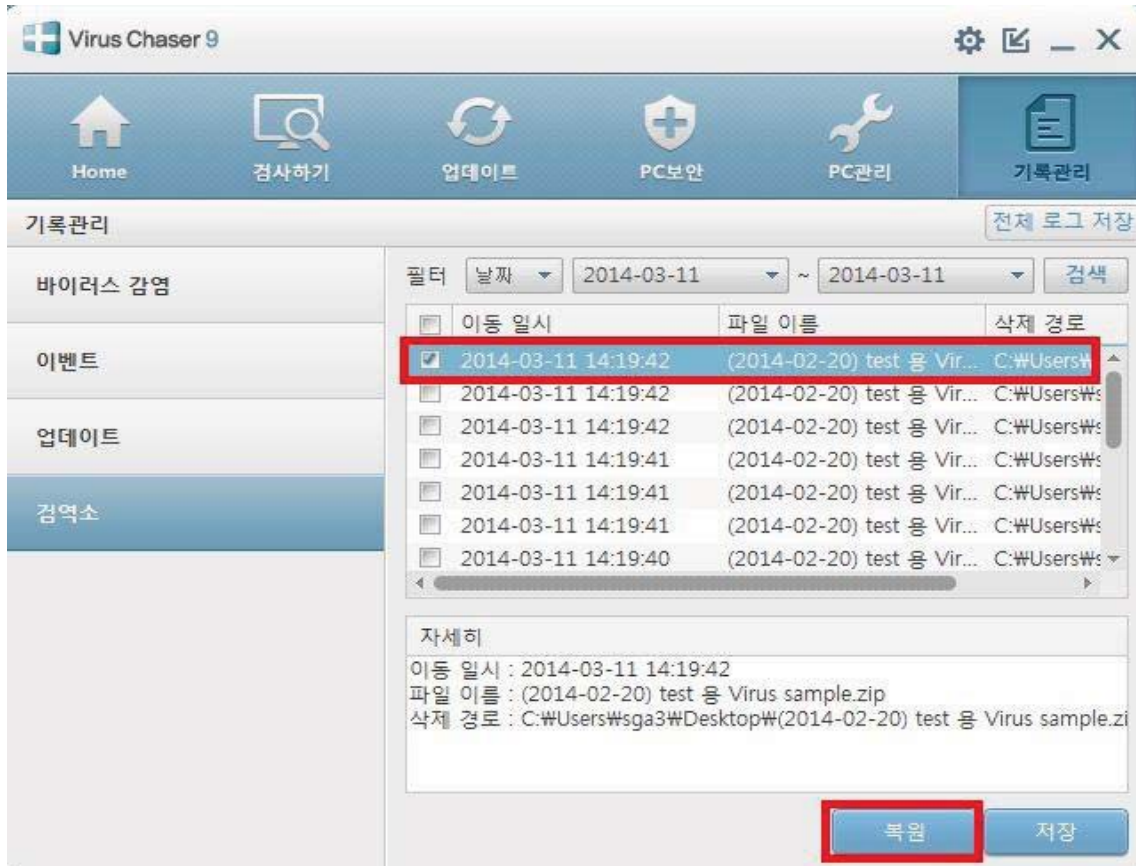 Virus Chaser 9
Home
검사하기
업데이트
PC보안
PC관리
기록관리
기록관리
전체 로그 저장
바이러스 감염
이벤트
업데이트
검역소
필터 날짜 2014-03-11 ~ 2014-03-11 검색
이동 일시 파일 이름 삭제 경로
2014-03-11 14:19:42 (2014-02-20) test 용 Vir... C:₩Users₩
2014-03-11 14:19:42 (2014-02-20) test 용 Vir... C:₩Users₩s
2014-03-11 14:19:42 (2014-02-20) test 용 Vir... C:₩Users₩s
2014-03-11 14:19:41 (2014-02-20) test 용 Vir... C:₩Users₩s
2014-03-11 14:19:41 (2014-02-20) test 용 Vir... C:₩Users₩s
2014-03-11 14:19:41 (2014-02-20) test 용 Vir... C:₩Users₩s
2014-03-11 14:19:40 (2014-02-20) test 용 Vir... C:₩Users₩s
자세히
이동 일시 : 2014-03-11 14:19:42
파일 이름 : (2014-02-20) test 용 Virus sample.zip
삭제 경로 : C:₩Users₩sga3₩Desktop₩(2014-02-20) test 용 Virus sample.zi
복원
저장